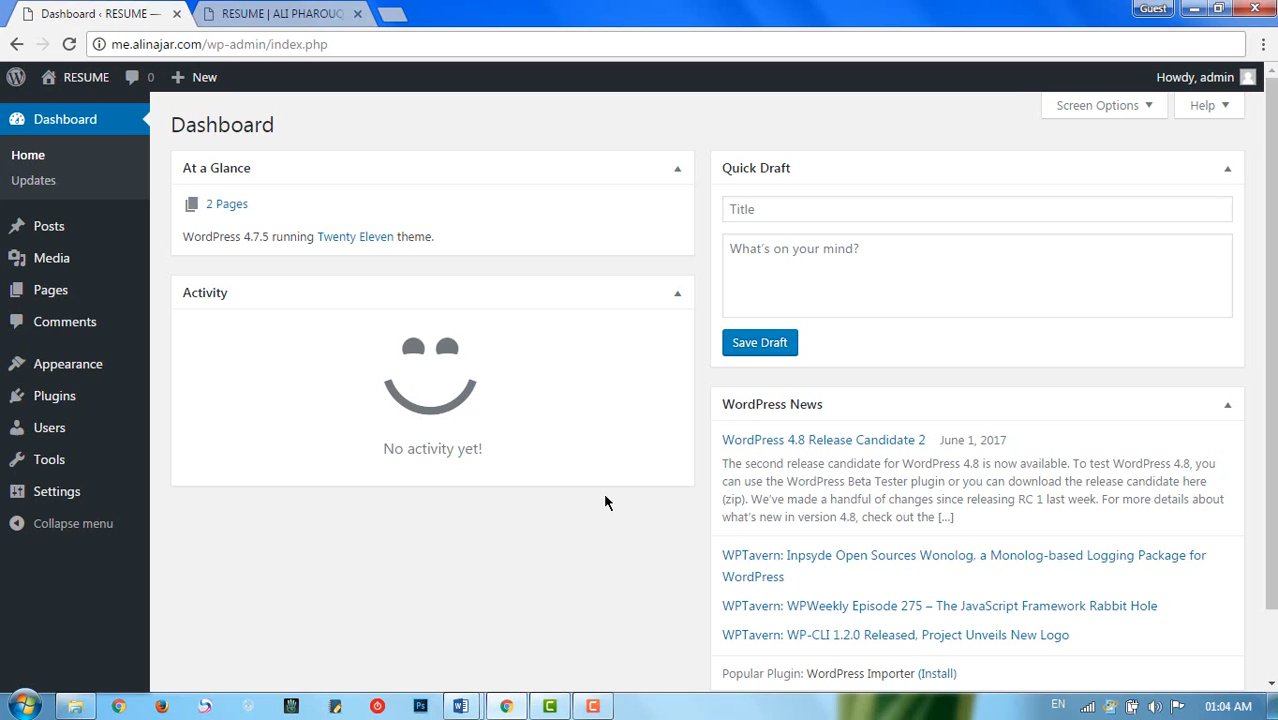 Dashboard ‹ RESUME —
RESUME | ALI PHAROUQ
Guest
me.alinajar.com/wp-admin/index.php
RESUME 0 New
Howdy, admin
Dashboard
Home
Updates
Posts
Media
Pages
Comments
Appearance
Plugins
Users
Tools
Settings
Collapse menu
Screen Options
Help
Dashboard
At a Glance
2 Pages
WordPress 4.7.5 running Twenty Eleven theme.
Activity
No activity yet!
Quick Draft
Title
What's on your mind?
Save Draft
WordPress News
WordPress 4.8 Release Candidate 2 June 1, 2017
The second release candidate for WordPress 4.8 is now available. To test WordPress 4.8, you
can use the WordPress Beta Tester plugin or you can download the release candidate here
(zip). We've made a handful of changes since releasing RC 1 last week. For more details about
what's new in version 4.8, check out the [...]
WPTavern: Inpsyde Open Sources Wonolog, a Monolog-based Logging Package for
WordPress
WPTavern: WPWeekly Episode 275 – The JavaScript Framework Rabbit Hole
WPTavern: WP-CLI 1.2.0 Released, Project Unveils New Logo
Popular Plugin: WordPress Importer (Install)
Ps
W
C
C
EN
01:04 AM